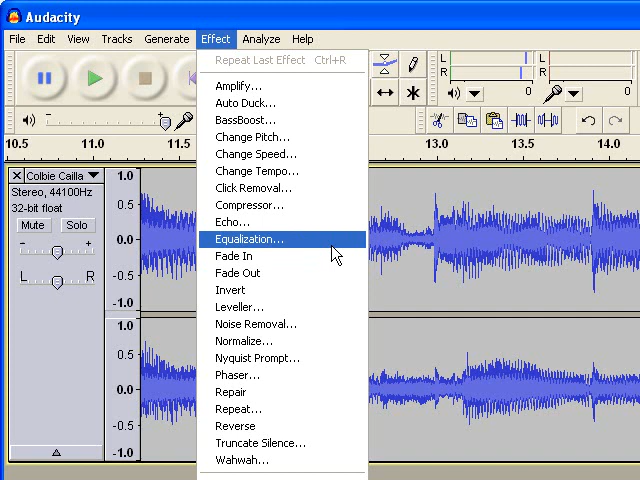 Audacity
File Edit View Tracks Generate Effect Analyze Help
Repeat Last Effect Ctrl+R
Amplify...
Auto Duck...
BassBoost...
Change Pitch...
Change Speed...
Change Tempo...
Click Removal...
Compressor...
Echo...
Equalization...
Fade In
Fade Out
Invert
Leveller...
Noise Removal...
Normalize...
Nyquist Prompt...
Phaser...
Repair
Repeat...
Reverse
Truncate Silence...
Wahwah...
L
R
0
L
R
0
- +
10.5 11.0 11.5 13.0 13.5 14.0
Colbie Cailla
Stereo, 44100Hz
32-bit float
Mute Solo
- +
L R
1.0
0.5
0.0
-0.5
-1.0
1.0
0.5
0.0
-0.5
-1.0